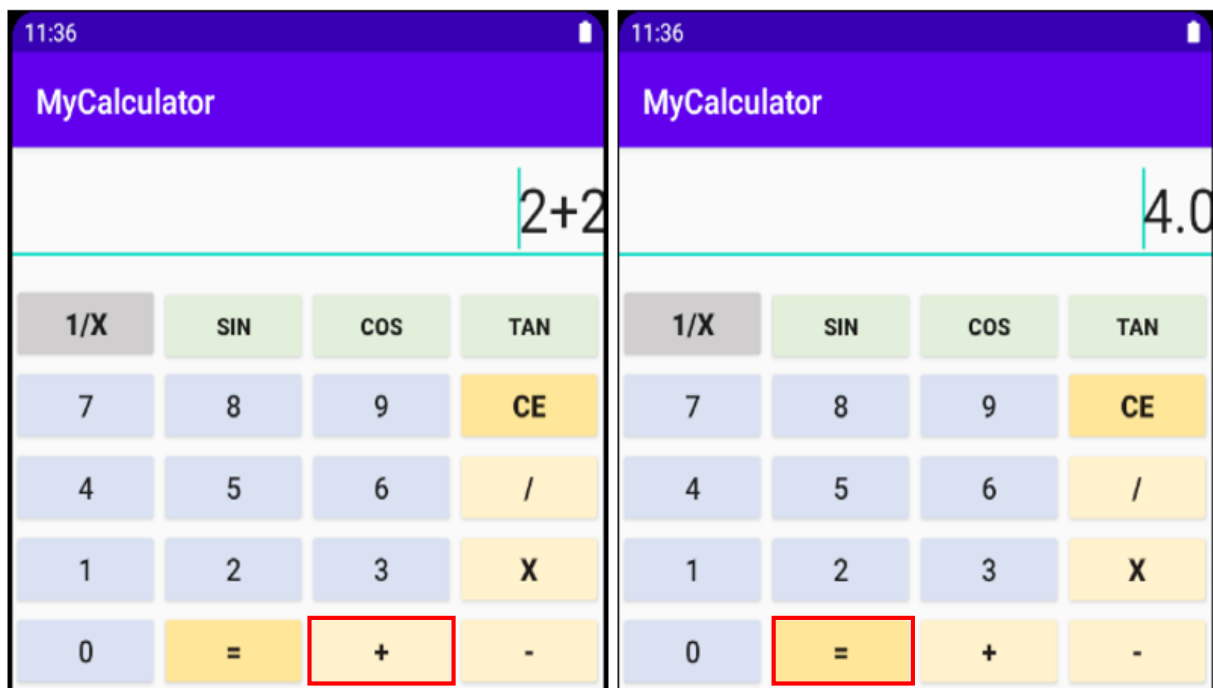 11:36
MyCalculator
2+2
1/X SIN COS TAN
7 8 9 CE
4 5 6 /
1 2 3 X
0 = + -
11:36
MyCalculator
4.0
1/X SIN COS TAN
7 8 9 CE
4 5 6 /
1 2 3 X
0 = + -